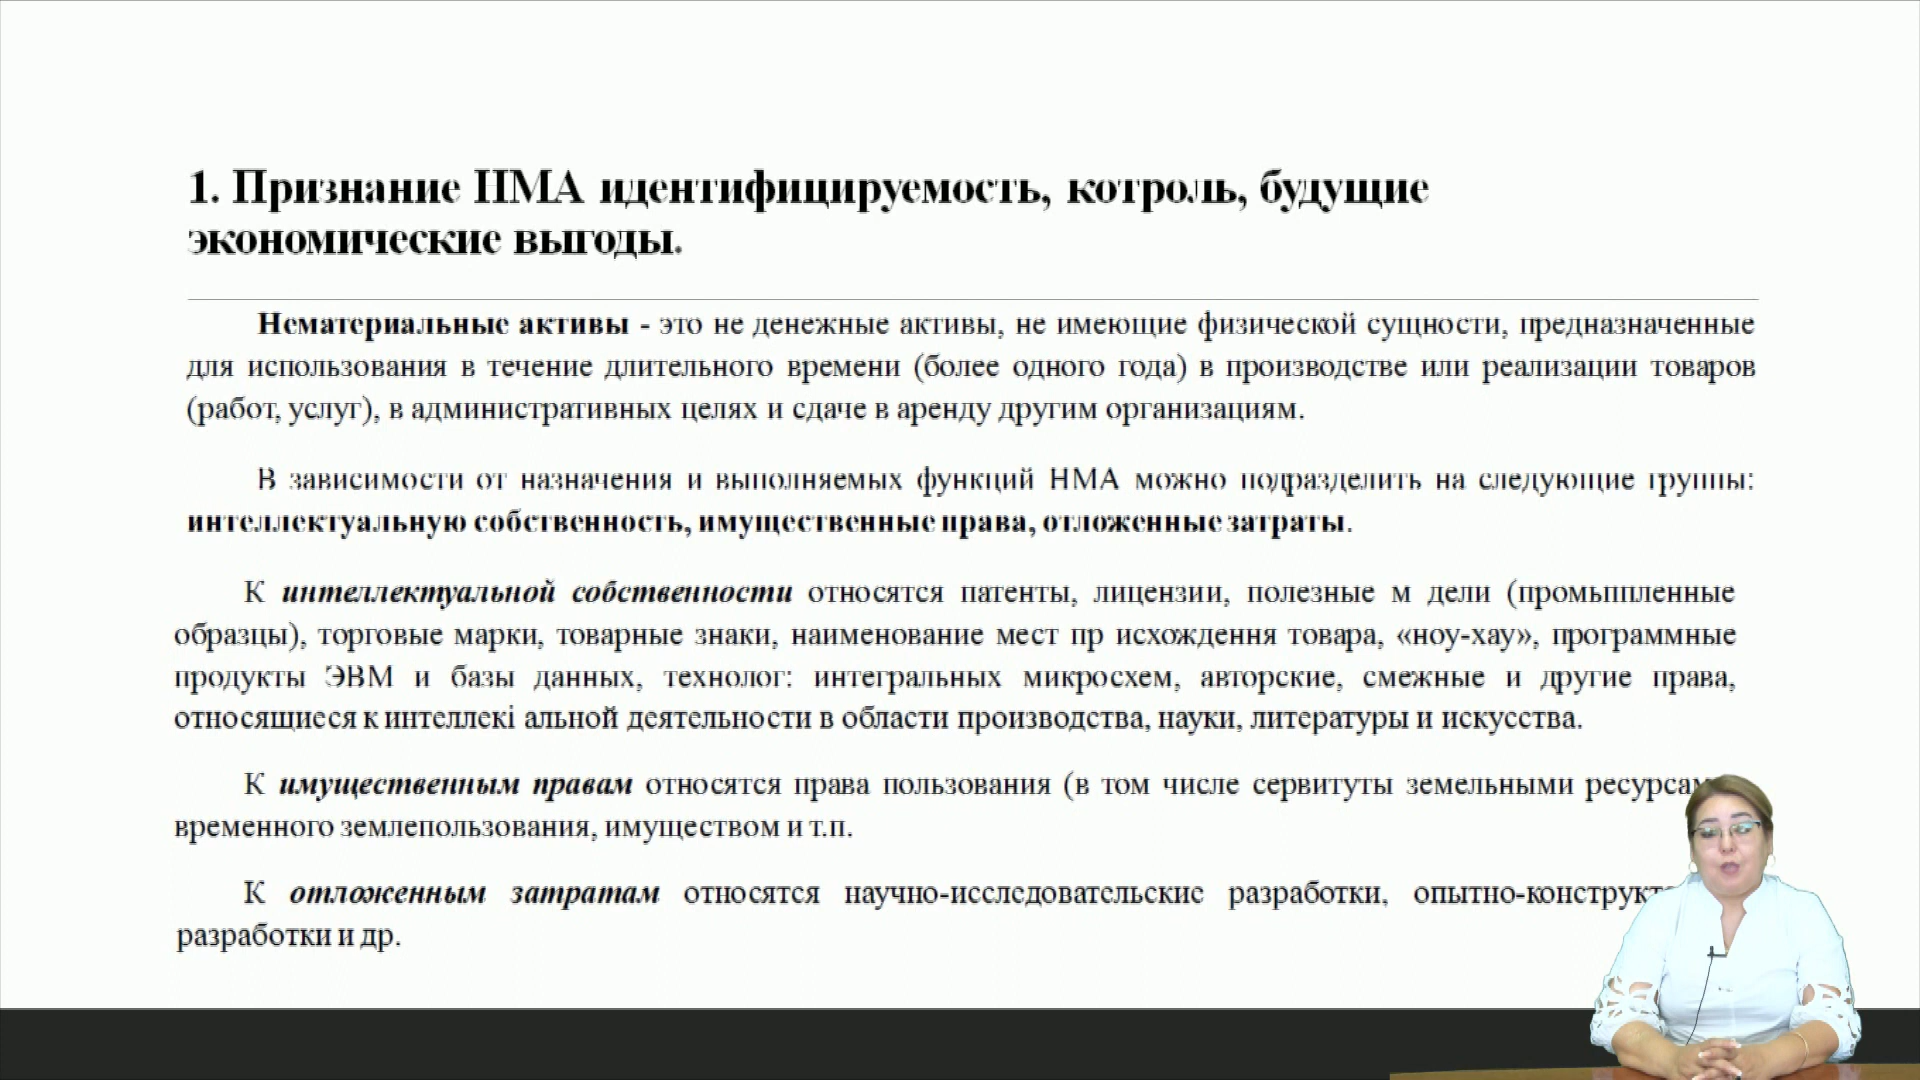 1. Признание НМА идентифицируемость, котроль, будущие
экономические выгоды.
Нематериальные активы - это не денежные активы, не имеющие физической сущности, предназначенные
для использования в течение длительного времени (более одного года) в производстве или реализации товаров
(работ, услуг), в административных целях и сдаче в аренду другим организациям.
В зависимости от назначения и выполняемых функций НМА можно подразделить на следующие группы:
интеллектуальную собственность, имущественные права, отложенные затраты.
К интеллектуальной собственности относятся патенты, лицензии, полезные м дели (промыпленные
образцы), торговые марки, товарные знаки, наименование мест пр исхождення товара, «ноу-хау», программные
продукты ЭВМ и базы данных, технолог: интегральных микросхем, авторские, смежные и другие права,
относящиеся к интеллекі альной деятельности в области производства, науки, литературы и искусства.
К имущественным правам относятся права пользования (в том числе сервитуты земельными
временного землепользования, имуществом и т.п.
К отложенным затратам относятся научно-исследовательские разработки,
разработки и др.